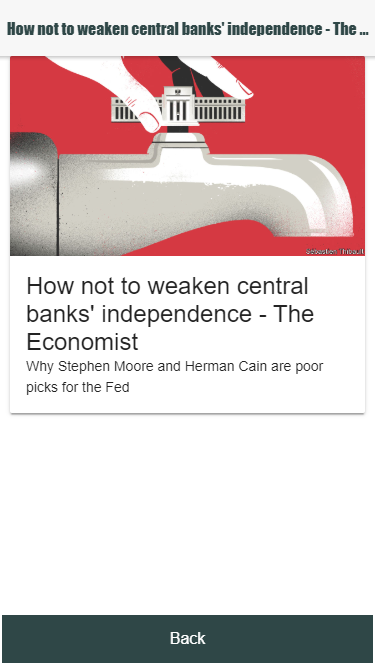 How not to weaken central banks' independence - The ...
Sébastien Thibault
How not to weaken central
banks' independence - The
Economist
Why Stephen Moore and Herman Cain are poor
picks for the Fed
Back